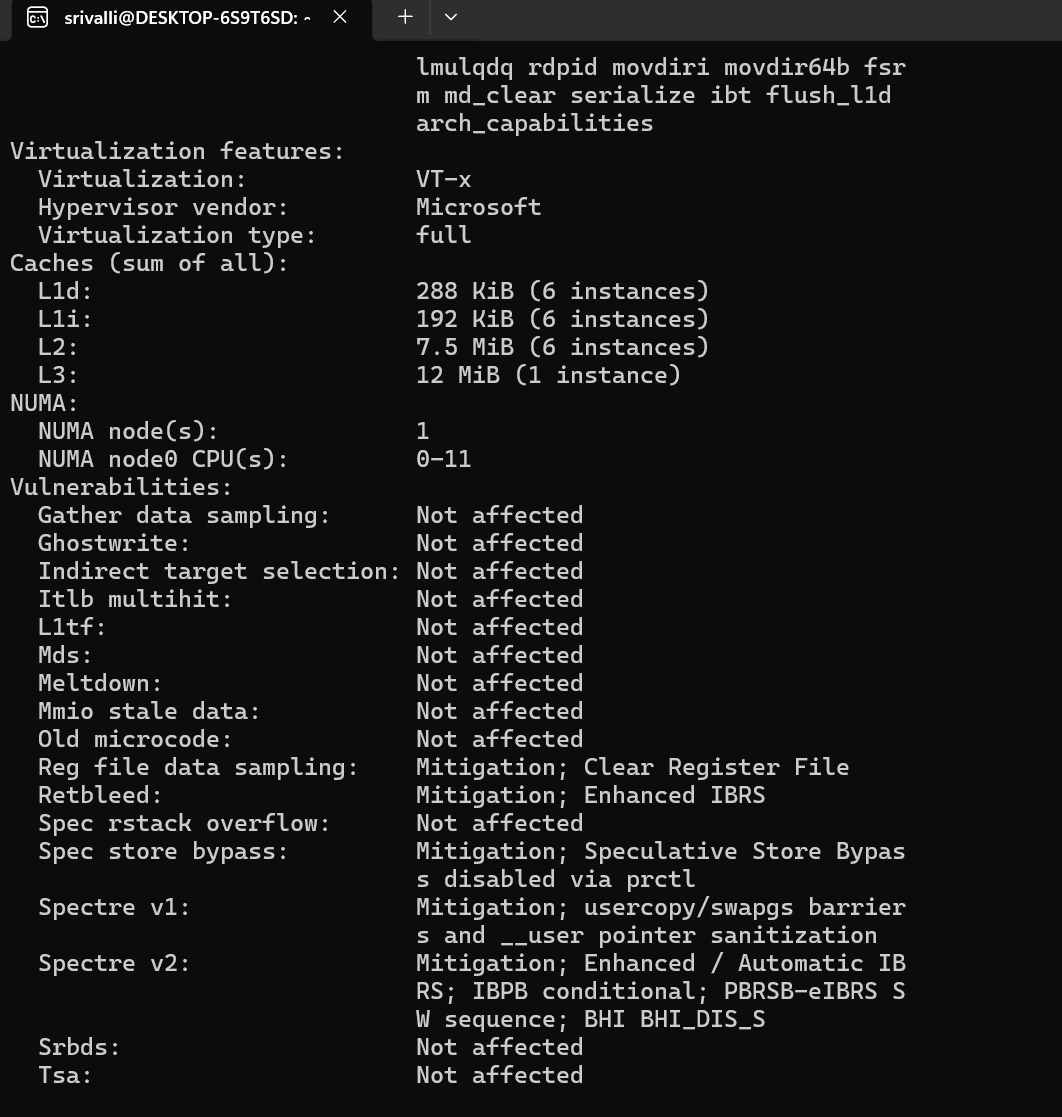 srivalli@DESKTOP-6S9T6SD: ~
lmulqdq rdpid movdiri movdir64b fsr
m md_clear serialize ibt flush_l1d
arch_capabilities
Virtualization features:
Virtualization: VT-x
Hypervisor vendor: Microsoft
Virtualization type: full
Caches (sum of all):
L1d: 288 KiB (6 instances)
L1i: 192 KiB (6 instances)
L2: 7.5 MiB (6 instances)
L3: 12 MiB (1 instance)
NUMA:
NUMA node(s): 1
NUMA node0 CPU(s): 0-11
Vulnerabilities:
Gather data sampling: Not affected
Ghostwrite: Not affected
Indirect target selection: Not affected
Itlb multihit: Not affected
L1tf: Not affected
Mds: Not affected
Meltdown: Not affected
Mmio stale data: Not affected
Old microcode: Not affected
Reg file data sampling: Mitigation; Clear Register File
Retbleed: Mitigation; Enhanced IBRS
Spec rstack overflow: Not affected
Spec store bypass: Mitigation; Speculative Store Bypas
s disabled via prctl
Spectre v1: Mitigation; usercopy/swapgs barrier
s and __user pointer sanitization
Spectre v2: Mitigation; Enhanced / Automatic IB
RS; IBPB conditional; PBRSB-eIBRS S
W sequence; BHI BHI_DIS_S
Srbds: Not affected
Tsa: Not affected